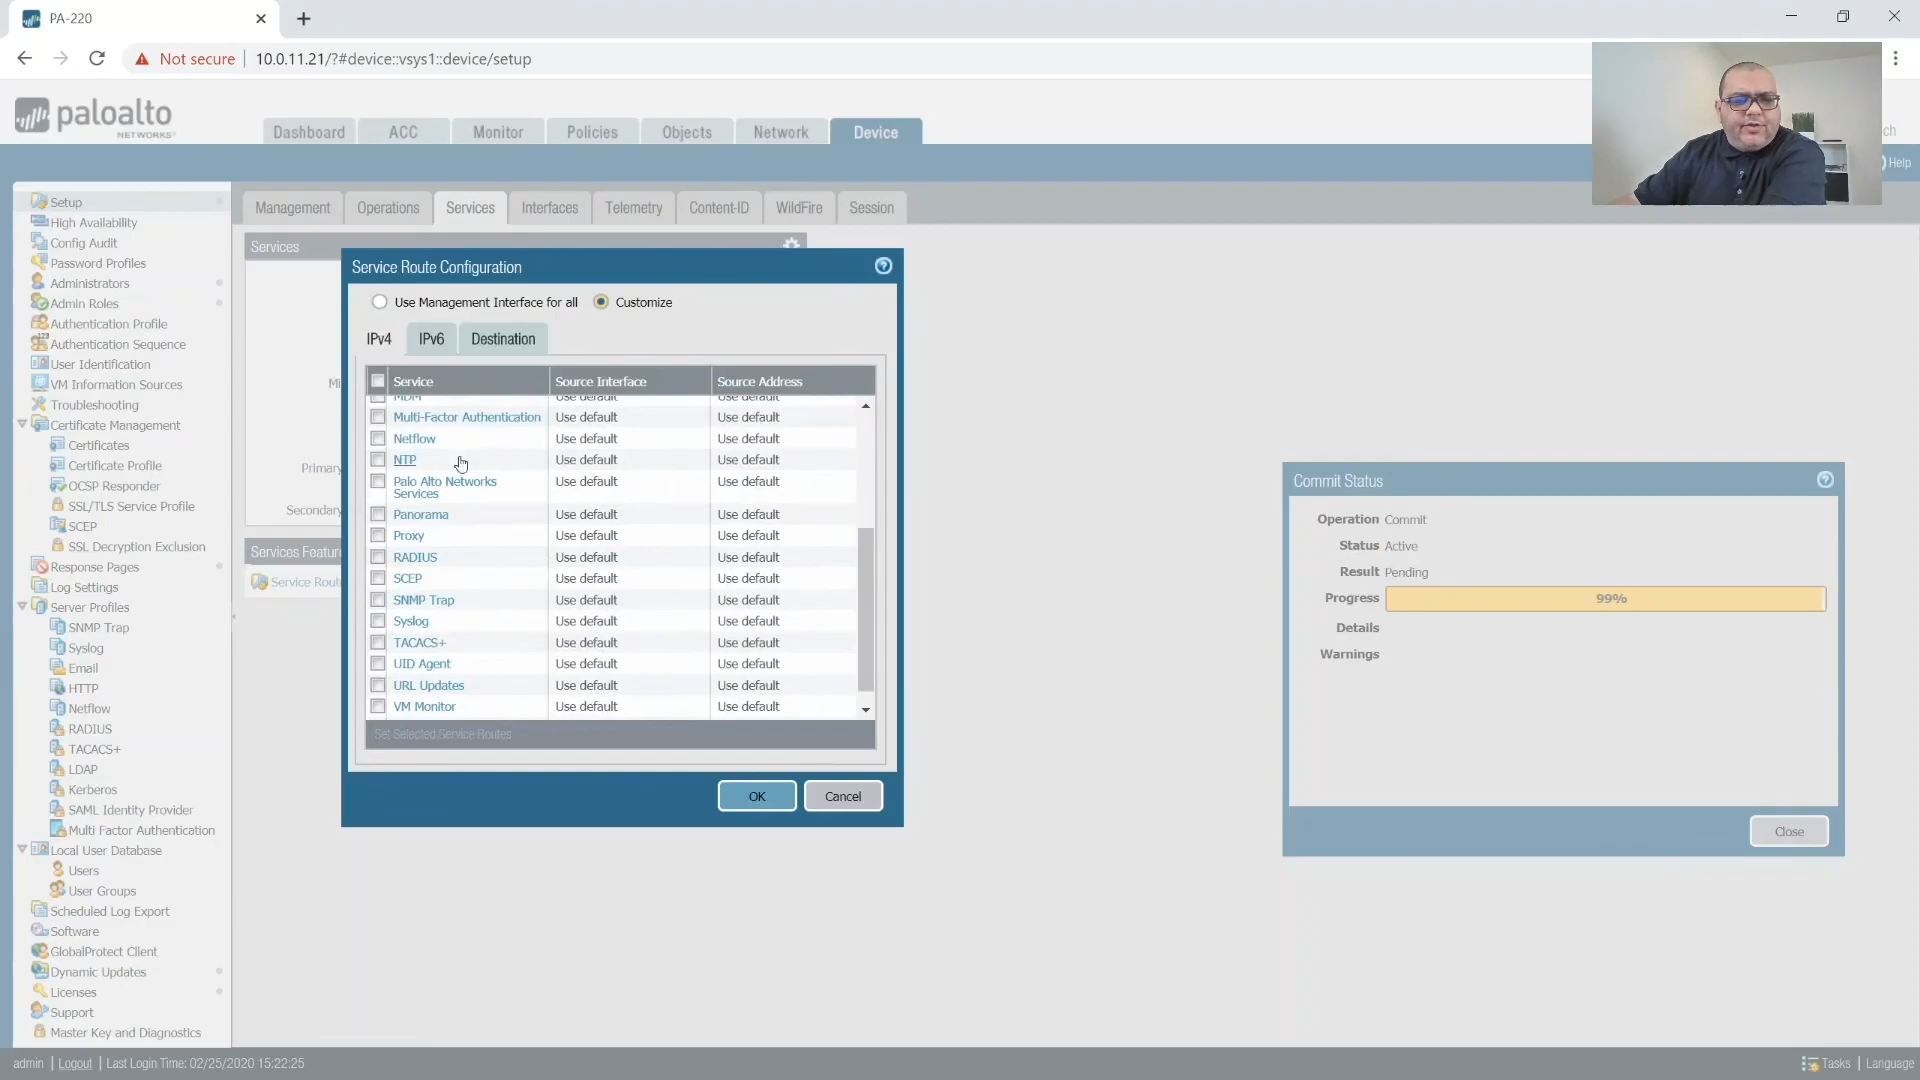 PA-220
Not secure
10.0.11.21/?#device::vsys1::device/setup
paloalto
NETWORKS
Dashboard
ACC
Monitor
Policies
Objects
Network
Device
Help
Setup
High Availability
Config Audit
Password Profiles
Administrators
Admin Roles
Authentication Profile
Authentication Sequence
User Identification
VM Information Sources
Troubleshooting
Certificate Management
Certificates
Certificate Profile
OCSP Responder
SSL/TLS Service Profile
SCEP
SSL Decryption Exclusion
Response Pages
Log Settings
Server Profiles
SNMP Trap
Syslog
Email
HTTP
Netflow
RADIUS
TACACS+
LDAP
Kerberos
SAML Identity Provider
Multi Factor Authentication
Local User Database
Users
User Groups
Scheduled Log Export
Software
GlobalProtect Client
Dynamic Updates
Licenses
Support
Master Key and Diagnostics
Management
Operations
Services
Interfaces
Telemetry
Content-ID
WildFire
Session
Services
Primary
Secondary
Services Featur
Service Rout
Service Route Configuration
Use Management Interface for all
Customize
IPv4
IPv6
Destination
Service Source Interface Source Address
MDM Use default Use default
Multi-Factor Authentication Use default Use default
Netflow Use default Use default
NTP Use default Use default
Palo Alto Networks Use default Use default
Services
Panorama Use default Use default
Proxy Use default Use default
RADIUS Use default Use default
SCEP Use default Use default
SNMP Trap Use default Use default
Syslog Use default Use default
TACACS+ Use default Use default
UID Agent Use default Use default
URL Updates Use default Use default
VM Monitor Use default Use default
Set Selected Service Routes
OK
Cancel
Commit Status
Operation Commit
Status Active
Result Pending
Progress 99%
Details
Warnings
Close
admin | Logout | Last Login Time: 02/25/2020 15:22:25
Tasks | Language